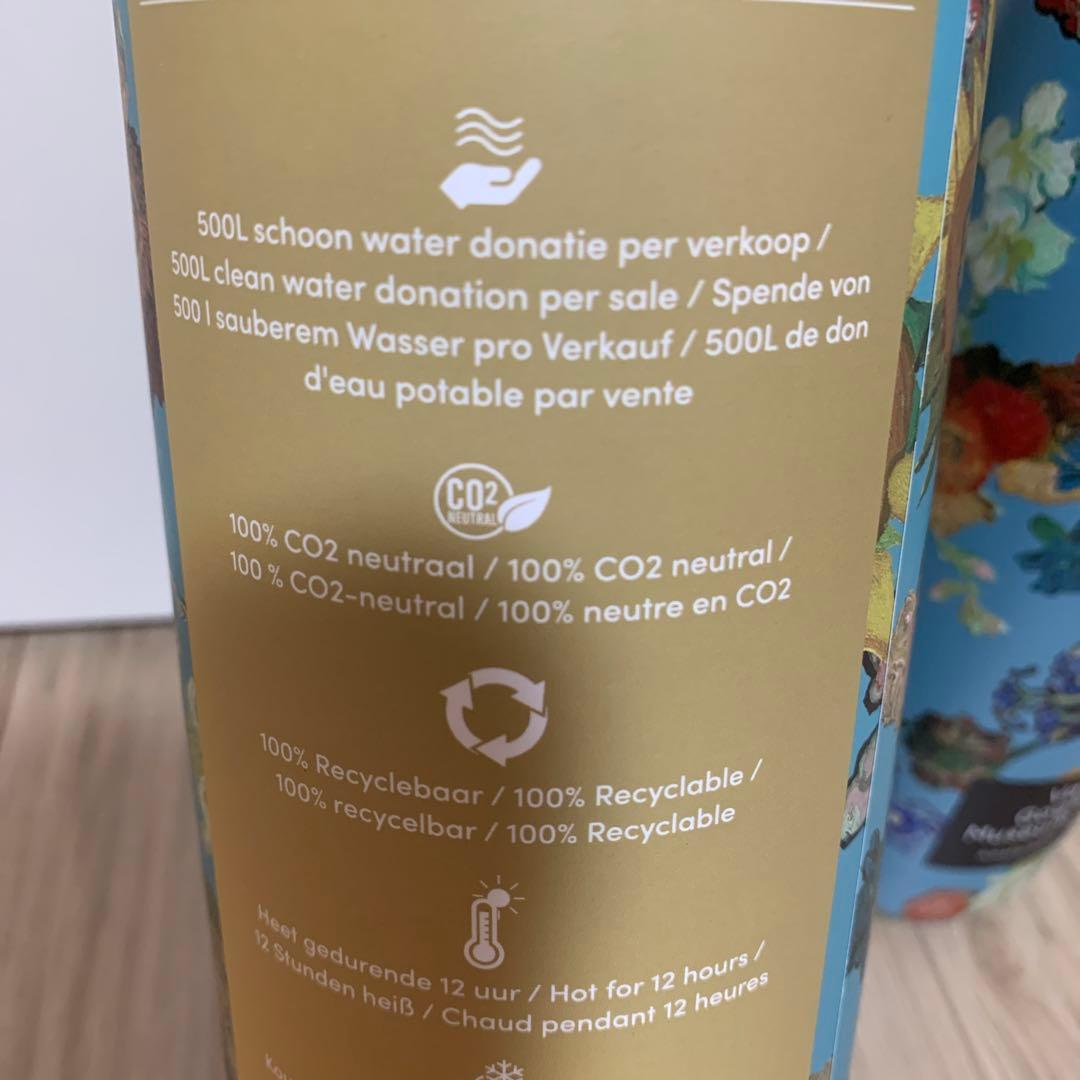 500L schoon water donatie per verkoop /
500L clean water donation per sale / Spende von
500 l sauberem Wasser pro Verkauf / 500L de don
d'eau potable par vente
CO2
NEUTRAL
100% CO2 neutraal / 100% CO2 neutral /
100 % CO2-neutral / 100% neutre en CO2
100% Recyclebaar / 100% Recyclable /
100% recycelbar / 100% Recyclable
Heet gedurende 12 uur / Hot for 12 hours /
12 Stunden heiß / Chaud pendant 12 heures